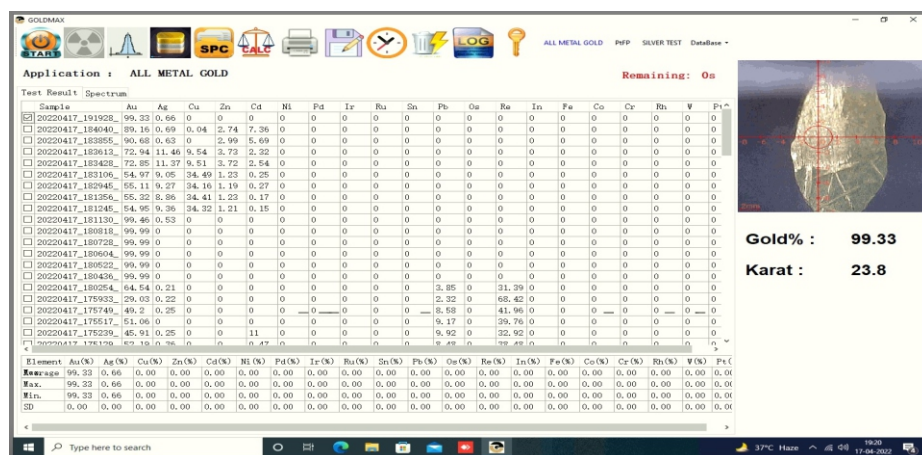 GOLDMAX
START SPC CALC LOG ALL METAL GOLD PtFP SILVER TEST DataBase
Application : ALL METAL GOLD Remaining: 0s
Test Result Spectrum
Sample Au Ag Cu Zn Cd Ni Pd Ir Ru Sn Pb Os Re In Fe Co Cr Rh W Pt
20220417_191928_ 99.33 0.66 0 0 0 0 0 0 0 0 0 0 0 0 0 0 0 0 0 0
20220417_184040_ 89.16 0.69 0.04 2.74 7.36 0 0 0 0 0 0 0 0 0 0 0 0 0 0 0
20220417_183855_ 90.68 0.63 0 2.99 5.69 0 0 0 0 0 0 0 0 0 0 0 0 0 0 0
20220417_183613_ 72.94 11.46 9.54 3.73 2.32 0 0 0 0 0 0 0 0 0 0 0 0 0 0 0
20220417_183428_ 72.85 11.37 9.51 3.72 2.54 0 0 0 0 0 0 0 0 0 0 0 0 0 0 0
20220417_183106_ 54.97 9.05 34.49 1.23 0.25 0 0 0 0 0 0 0 0 0 0 0 0 0 0 0
20220417_182945_ 55.11 9.27 34.16 1.19 0.27 0 0 0 0 0 0 0 0 0 0 0 0 0 0 0
20220417_181356_ 55.32 8.86 34.41 1.23 0.17 0 0 0 0 0 0 0 0 0 0 0 0 0 0 0
20220417_181245_ 54.95 9.36 34.32 1.21 0.15 0 0 0 0 0 0 0 0 0 0 0 0 0 0 0
20220417_181130_ 99.46 0.53 0 0 0 0 0 0 0 0 0 0 0 0 0 0 0 0 0 0
20220417_180818_ 99.99 0 0 0 0 0 0 0 0 0 0 0 0 0 0 0 0 0 0 0
20220417_180728_ 99.99 0 0 0 0 0 0 0 0 0 0 0 0 0 0 0 0 0 0 0
20220417_180604_ 99.99 0 0 0 0 0 0 0 0 0 0 0 0 0 0 0 0 0 0 0
20220417_180522_ 99.99 0 0 0 0 0 0 0 0 0 0 0 0 0 0 0 0 0 0 0
20220417_180436_ 99.99 0 0 0 0 0 0 0 0 0 0 0 0 0 0 0 0 0 0 0
20220417_180254_ 64.54 0.21 0 0 0 0 0 0 0 0 3.85 0 31.39 0 0 0 0 0 0 0
20220417_175933_ 29.03 0.22 0 0 0 0 0 0 0 0 2.32 0 68.42 0 0 0 0 0 0 0
20220417_175749_ 49.2 0.25 0 0 0 0 0 0 0 0 8.58 0 41.96 0 0 0 0 0 0 0
20220417_175517_ 51.06 0 0 0 0 0 0 0 0 0 9.17 0 39.76 0 0 0 0 0 0 0
20220417_175239_ 45.91 0.25 0 0 11 0 0 0 0 0 9.92 0 32.92 0 0 0 0 0 0 0
Gold% : 99.33
Karat : 23.8
Element Au(%) Ag(%) Cu(%) Zn(%) Cd(%) Ni(%) Pd(%) Ir(%) Ru(%) Sn(%) Pb(%) Os(%) Re(%) In(%) Fe(%) Co(%) Cr(%) Rh(%) W(%) Pt(
99.33 0.66 0.00 0.00 0.00 0.00 0.00 0.00 0.00 0.00 0.00 0.00 0.00 0.00 0.00 0.00 0.00 0.00 0.00 0.00
Max. 99.33 0.66 0.00 0.00 0.00 0.00 0.00 0.00 0.00 0.00 0.00 0.00 0.00 0.00 0.00 0.00 0.00 0.00 0.00 0.00
Min. 99.33 0.66 0.00 0.00 0.00 0.00 0.00 0.00 0.00 0.00 0.00 0.00 0.00 0.00 0.00 0.00 0.00 0.00 0.00 0.00
SD 0.00 0.00 0.00 0.00 0.00 0.00 0.00 0.00 0.00 0.00 0.00 0.00 0.00 0.00 0.00 0.00 0.00 0.00 0.00 0.00
Type here to search 37°C Haze 19:20
17-04-2022